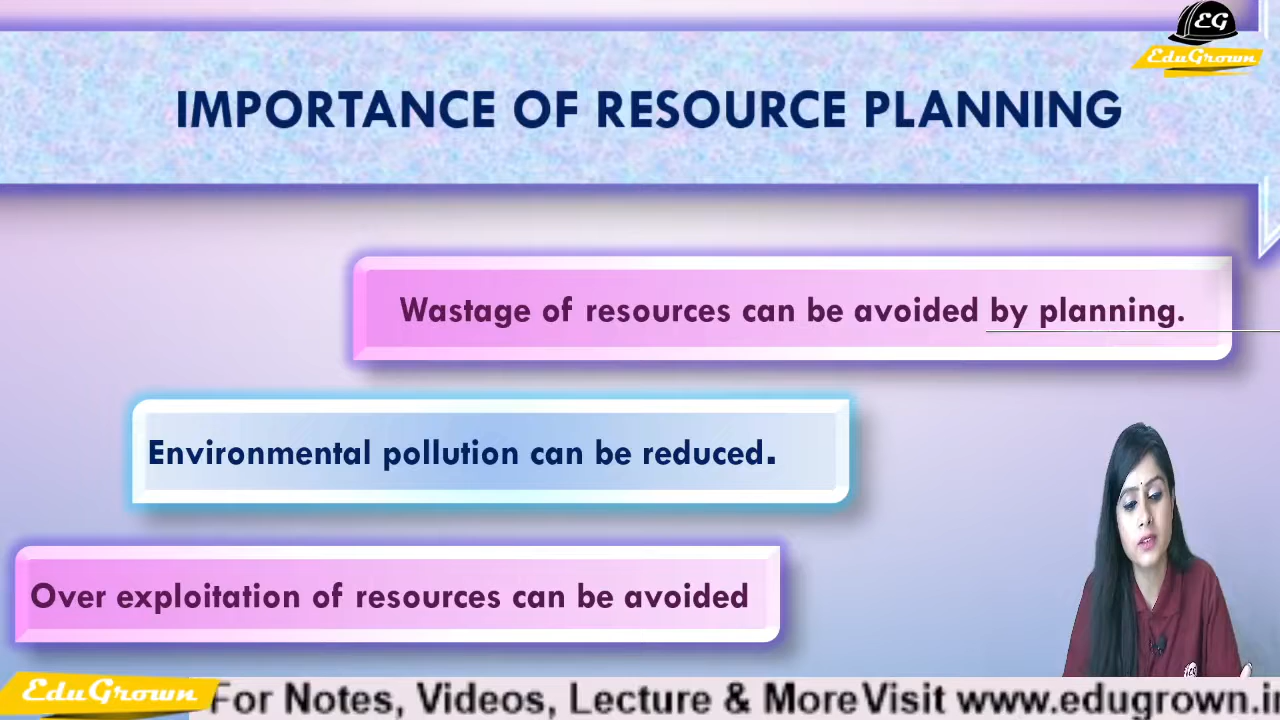 EG
EduGrown
IMPORTANCE OF RESOURCE PLANNING
Wastage of resources can be avoided by planning.
Environmental pollution can be reduced.
Over exploitation of resources can be avoided
EduGrown For Notes, Videos, Lecture & More Visit www.edugrown.in